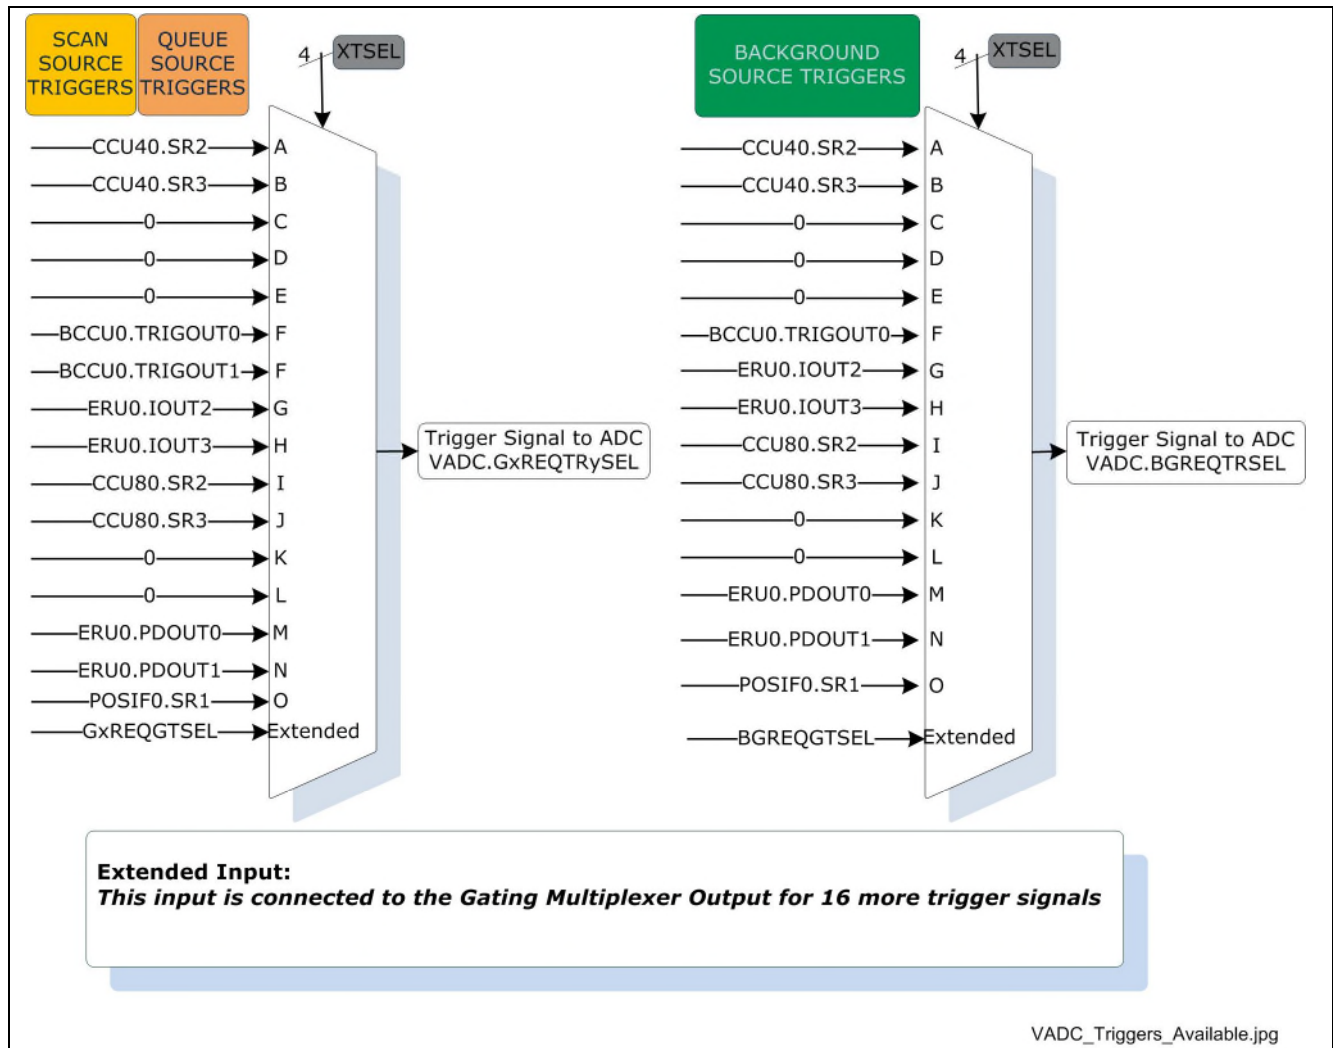 SCAN
SOURCE
TRIGGERS
QUEUE
SOURCE
TRIGGERS
4
XTSEL
CCU40.SR2 A
CCU40.SR3 B
0 C
0 D
0 E
BCCU0.TRIGOUT0 F
BCCU0.TRIGOUT1 F
ERU0.IOUT2 G
ERU0.IOUT3 H
CCU80.SR2 I
CCU80.SR3 J
0 K
0 L
ERU0.PDOUT0 M
ERU0.PDOUT1 N
POSIF0.SR1 O
GxREQGTSEL Extended
Trigger Signal to ADC
VADC.GxREQTRySEL
BACKGROUND
SOURCE TRIGGERS
4
XTSEL
CCU40.SR2 A
CCU40.SR3 B
0 C
0 D
0 E
BCCU0.TRIGOUT0 F
ERU0.IOUT2 G
ERU0.IOUT3 H
CCU80.SR2 I
CCU80.SR3 J
0 K
0 L
ERU0.PDOUT0 M
ERU0.PDOUT1 N
POSIF0.SR1 O
BGREQGTSEL Extended
Trigger Signal to ADC
VADC.BGREQTRSEL
Extended Input:
This input is connected to the Gating Multiplexer Output for 16 more trigger signals
VADC_Triggers_Available.jpg